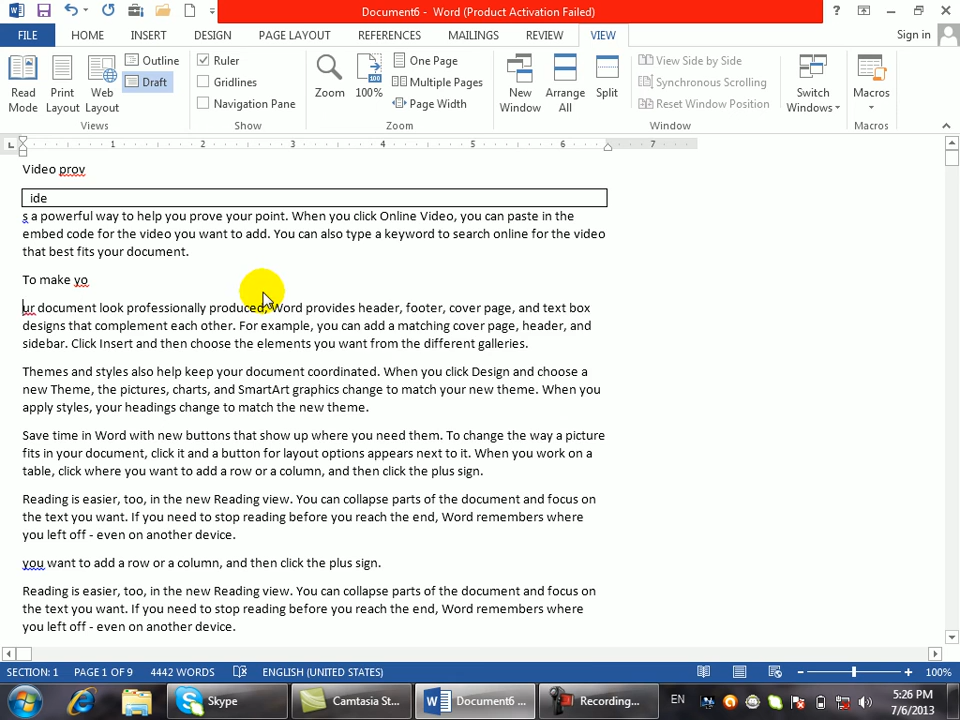 Document6 - Word (Product Activation Failed)
FILE HOME INSERT DESIGN PAGE LAYOUT REFERENCES MAILINGS REVIEW VIEW Sign in
Read Mode
Print Layout
Web Layout
Outline
Draft
Views
Ruler
Gridlines
Navigation Pane
Show
Zoom
100
100%
One Page
Multiple Pages
Page Width
Zoom
New Window
Arrange All
Split
View Side by Side
Synchronous Scrolling
Reset Window Position
Window
Switch Windows
Macros
Macros
1 2 3 4 5 6 7
Video prov
ide
s a powerful way to help you prove your point. When you click Online Video, you can paste in the
embed code for the video you want to add. You can also type a keyword to search online for the video
that best fits your document.
To make yo
ur document look professionally produced, Word provides header, footer, cover page, and text box
designs that complement each other. For example, you can add a matching cover page, header, and
sidebar. Click Insert and then choose the elements you want from the different galleries.
Themes and styles also help keep your document coordinated. When you click Design and choose a
new Theme, the pictures, charts, and SmartArt graphics change to match your new theme. When you
apply styles, your headings change to match the new theme.
Save time in Word with new buttons that show up where you need them. To change the way a picture
fits in your document, click it and a button for layout options appears next to it. When you work on a
table, click where you want to add a row or a column, and then click the plus sign.
Reading is easier, too, in the new Reading view. You can collapse parts of the document and focus on
the text you want. If you need to stop reading before you reach the end, Word remembers where
you left off - even on another device.
you want to add a row or a column, and then click the plus sign.
Reading is easier, too, in the new Reading view. You can collapse parts of the document and focus on
the text you want. If you need to stop reading before you reach the end, Word remembers where
you left off - even on another device.
SECTION: 1 PAGE 1 OF 9 4442 WORDS ENGLISH (UNITED STATES) 100%
Skype
Camtasia St...
Document6 ...
Recording...
EN
5:26 PM
7/6/2013